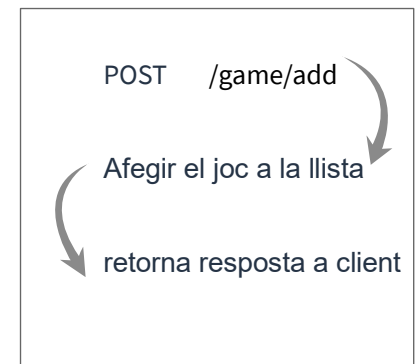 POST /game/add
Afegir el joc a la llista
retorna resposta a client